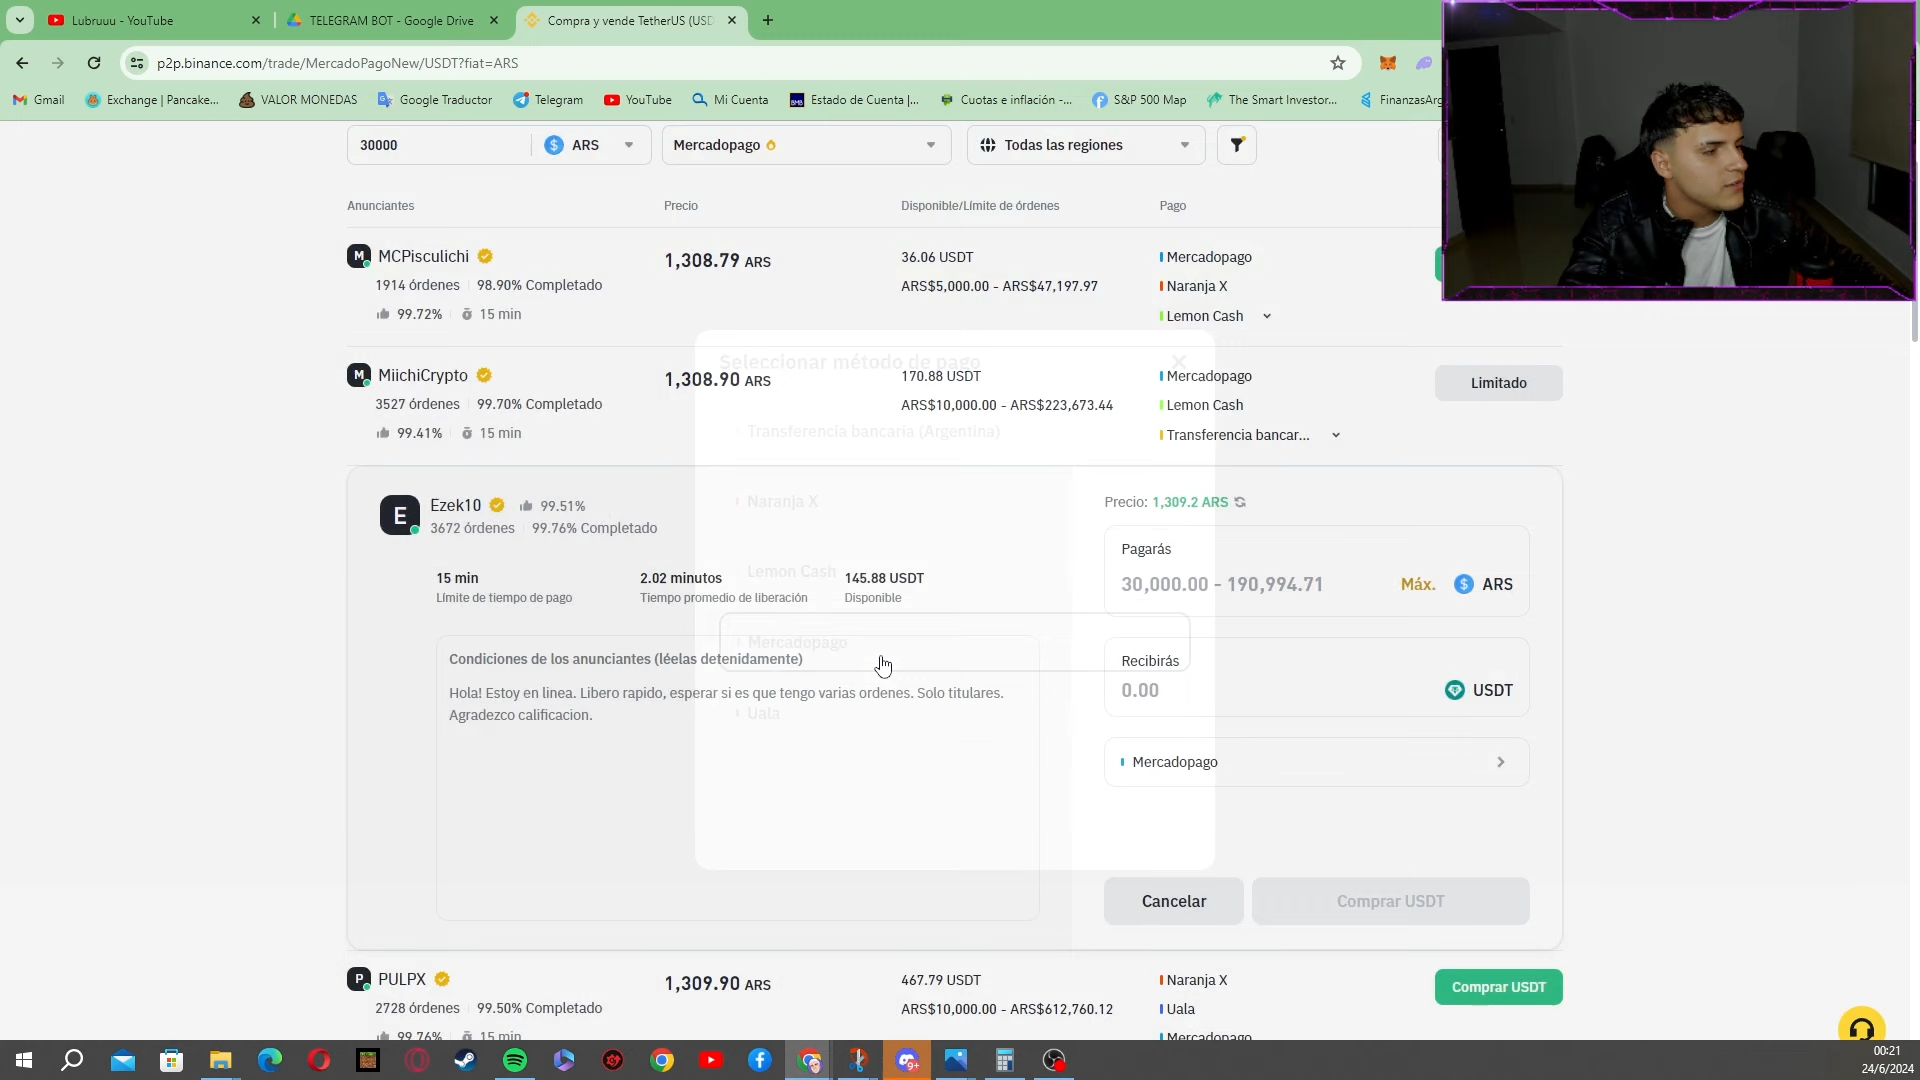 Lubruuu - YouTube
TELEGRAM BOT - Google Drive
Compra y vende TetherUS (USD
p2p.binance.com/trade/MercadoPagoNew/USDT?fiat=ARS
Gmail
Exchange | Pancake...
VALOR MONEDAS
Google Traductor
Telegram
YouTube
Mi Cuenta
Estado de Cuenta |...
Cuotas e inflación -...
S&P 500 Map
The Smart Investor...
FinanzasArg
30000
ARS
Mercadopago
Todas las regiones
Anunciantes
Precio
Disponible/Límite de órdenes
Pago
M MCPisculichi
1914 órdenes
98.90% Completado
99.72%
15 min
1,308.79 ARS
36.06 USDT
ARS$5,000.00 - ARS$47,197.97
Mercadopago
Naranja X
Lemon Cash
M MiichiCrypto
3527 órdenes
99.70% Completado
99.41%
15 min
1,308.90 ARS
170.88 USDT
ARS$10,000.00 - ARS$223,673.44
Mercadopago
Lemon Cash
Transferencia bancar...
Limitado
Seleccionar método de pago
Transferencia bancaria (Argentina)
Naranja X
Lemon Cash
Mercadopago
Uala
E
Ezek10
99.51%
3672 órdenes
99.76% Completado
15 min
Límite de tiempo de pago
2.02 minutos
Tiempo promedio de liberación
145.88 USDT
Disponible
Condiciones de los anunciantes (léelas detenidamente)
Hola! Estoy en linea. Libero rapido, esperar si es que tengo varias ordenes. Solo titulares.
Agradezco calificacion.
Precio: 1,309.2 ARS
Pagarás
30,000.00 - 190,994.71
Máx.
ARS
Recibirás
0.00
USDT
Mercadopago
Cancelar
Comprar USDT
P PULPX
2728 órdenes
99.50% Completado
99.76%
15 min
1,309.90 ARS
467.79 USDT
ARS$10,000.00 - ARS$612,760.12
Naranja X
Uala
Mercadopago
Comprar USDT
9+
00:21
24/6/2024